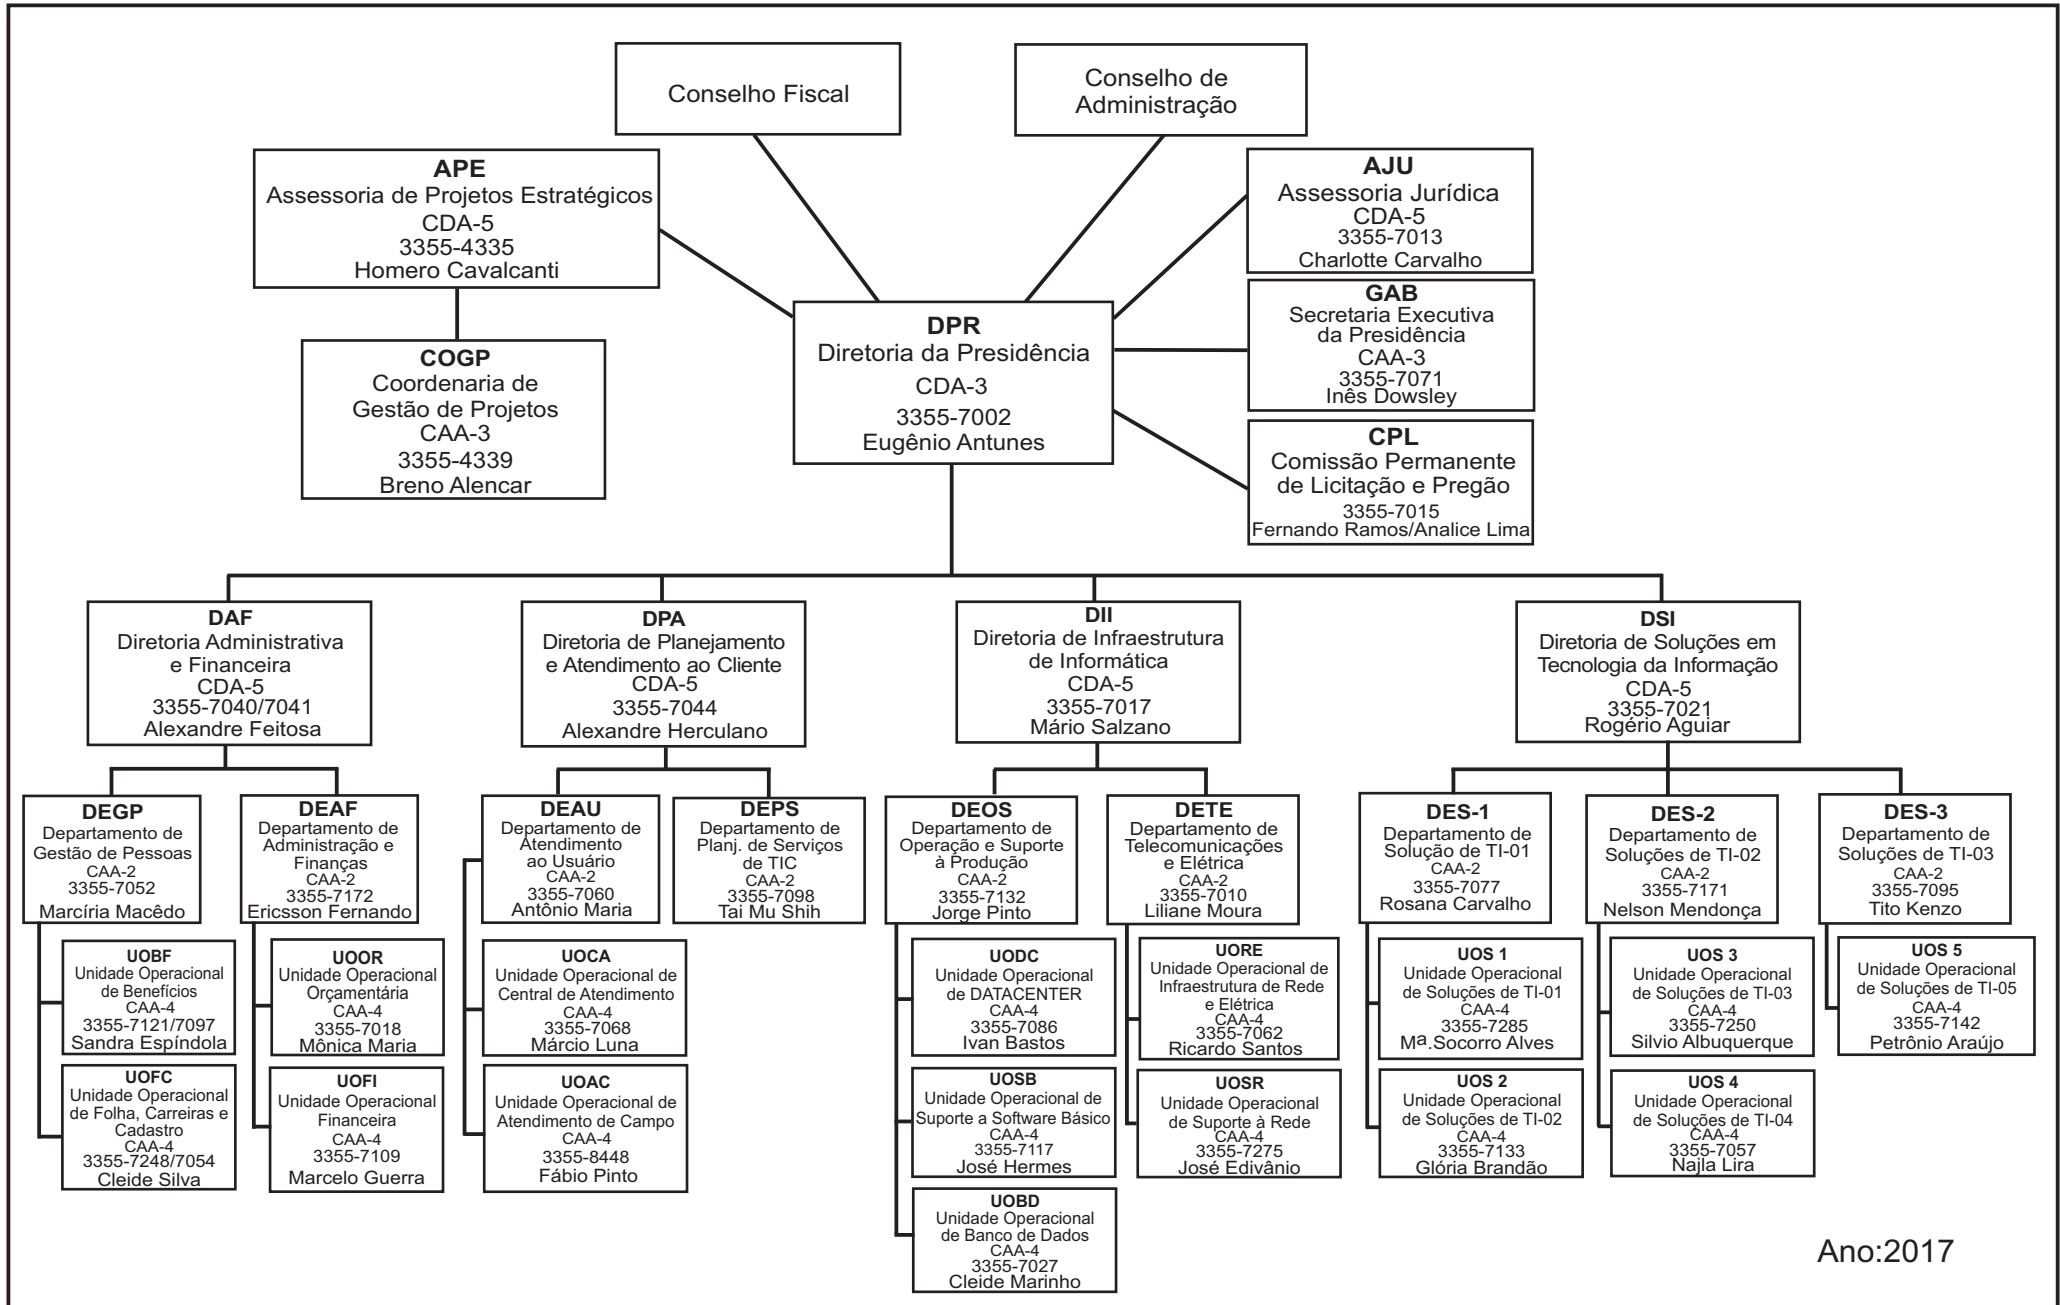 Conselho Fiscal
Conselho de
Administração
APE
Assessoria de Projetos Estratégicos
CDA-5
3355-4335
Homero Cavalcanti
AJU
Assessoria Jurídica
CDA-5
3355-7013
Charlotte Carvalho
GAB
Secretaria Executiva
da Presidência
CAA-3
3355-7071
Inês Dowsley
DPR
Diretoria da Presidência
CDA-3
3355-7002
Eugênio Antunes
COGP
Coordenaria de
Gestão de Projetos
CAA-3
3355-4339
Breno Alencar
CPL
Comissão Permanente
de Licitação e Pregão
3355-7015
Fernando Ramos/Analice Lima
DAF
Diretoria Administrativa
e Financeira
CDA-5
3355-7040/7041
Alexandre Feitosa
DPA
Diretoria de Planejamento
e Atendimento ao Cliente
CDA-5
3355-7044
Alexandre Herculano
DII
Diretoria de Infraestrutura
de Informática
CDA-5
3355-7017
Mário Salzano
DSI
Diretoria de Soluções em
Tecnologia da Informação
CDA-5
3355-7021
Rogério Aguiar
DEGP
Departamento de
Gestão de Pessoas
CAA-2
3355-7052
Marcíria Macêdo
DEAF
Departamento de
Administração e
Finanças
CAA-2
3355-7172
Ericsson Fernando
DEAU
Departamento de
Atendimento
ao Usuário
CAA-2
3355-7060
Antônio Maria
DEPS
Departamento de
Planj. de Serviços
de TIC
CAA-2
3355-7098
Tai Mu Shih
DEOS
Departamento de
Operação e Suporte
à Produção
CAA-2
3355-7132
Jorge Pinto
DETE
Departamento de
Telecomunicações
e Elétrica
CAA-2
3355-7010
Liliane Moura
DES-1
Departamento de
Solução de TI-01
CAA-2
3355-7077
Rosana Carvalho
DES-2
Departamento de
Soluções de TI-02
CAA-2
3355-7171
Nelson Mendonça
DES-3
Departamento de
Soluções de TI-03
CAA-2
3355-7095
Tito Kenzo
UOBF
Unidade Operacional
de Benefícios
CAA-4
3355-7121/7097
Sandra Espíndola
UOOR
Unidade Operacional
Orçamentária
CAA-4
3355-7018
Mônica Maria
UOCA
Unidade Operacional de
Central de Atendimento
CAA-4
3355-7068
Márcio Luna
UODC
Unidade Operacional
de DATACENTER
CAA-4
3355-7086
Ivan Bastos
UORE
Unidade Operacional de
Infraestrutura de Rede
e Elétrica
CAA-4
3355-7062
Ricardo Santos
UOS 1
Unidade Operacional
de Soluções de TI-01
CAA-4
3355-7285
Mª.Socorro Alves
UOS 3
Unidade Operacional
de Soluções de TI-03
CAA-4
3355-7250
Silvio Albuquerque
UOS 5
Unidade Operacional
de Soluções de TI-05
CAA-4
3355-7142
Petrônio Araújo
UOFC
Unidade Operacional
de Folha, Carreiras e
Cadastro
CAA-4
3355-7248/7054
Cleide Silva
UOFI
Unidade Operacional
Financeira
CAA-4
3355-7109
Marcelo Guerra
UOAC
Unidade Operacional de
Atendimento de Campo
CAA-4
3355-8448
Fábio Pinto
UOSB
Unidade Operacional de
Suporte a Software Básico
CAA-4
3355-7117
José Hermes
UOSR
Unidade Operacional
de Suporte à Rede
CAA-4
3355-7275
José Edivânio
UOS 2
Unidade Operacional
de Soluções de TI-02
CAA-4
3355-7133
Glória Brandão
UOS 4
Unidade Operacional
de Soluções de TI-04
CAA-4
3355-7057
Najla Lira
UOBD
Unidade Operacional
de Banco de Dados
CAA-4
3355-7027
Cleide Marinho
Ano:2017